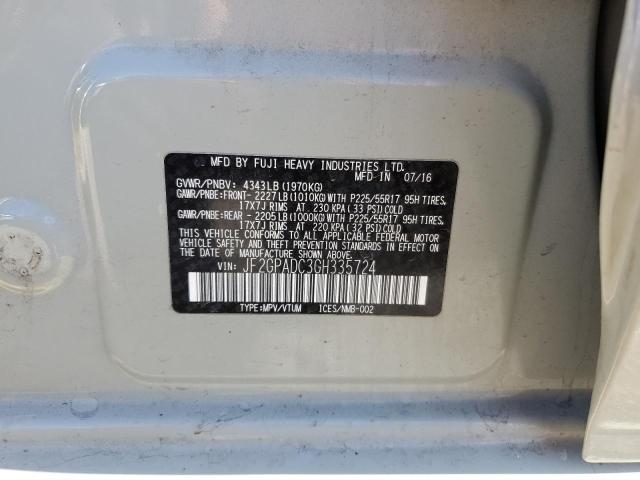 MFD BY FUJI HEAVY INDUSTRIES LTD.
MFD IN 07/16
GVWR/PNBV: 4343LB (1970KG)
GAWR/PNBE: FRONT- 2227LB (1010KG) WITH P225/55R17 95H TIRES,
17X7J RIMS AT 230 KPA (33 PSI) COLD
GAWR/PNBE: REAR - 2205LB (1000KG) WITH P225/55R17 95H TIRES,
17X7J RIMS AT 220 KPA (32 PSI) COLD
THIS VEHICLE CONFORMS TO ALL APPLICABLE FEDERAL MOTOR
VEHICLE SAFETY AND THEFT PREVENTION STANDARDS IN EFFECT ON THE
DATE OF MANUFACTURE SHOWN ABOVE.
VIN: JF2GPADC3GH335724
TYPE:MPV/VTUM ICES/NMB-002